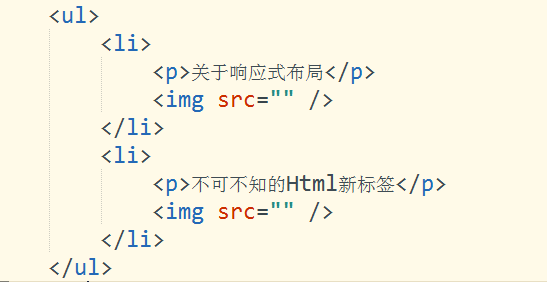 <ul>
<li>
<p>关于响应式布局</p>
<img src="" />
</li>
<li>
<p>不可不知的Html新标签</p>
<img src="" />
</li>
</ul>